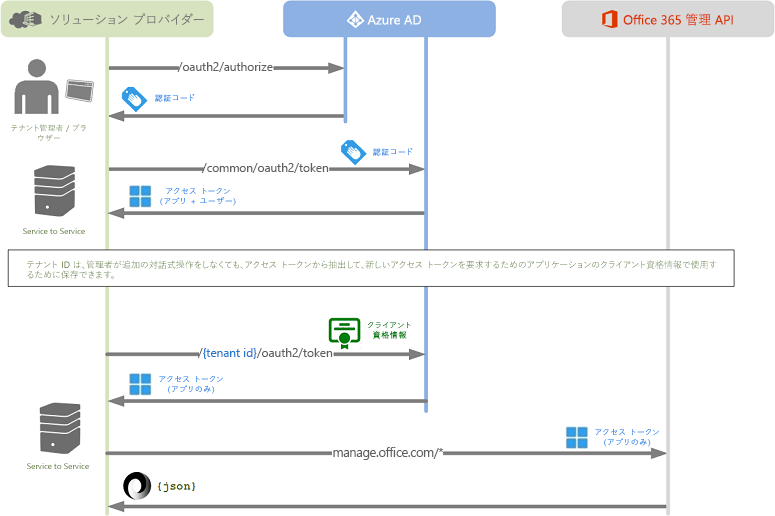 ソリューション プロバイダー
Azure AD
Office 365 管理 API
/oauth2/authorize
認証コード
テナント管理者 / ブラ
ウザー
認証コード
/common/oauth2/token
アクセス トークン
(アプリ + ユーザー)
Service to Service
テナント ID は、管理者が追加の対話式操作をしなくても、アクセス トークンから抽出して、新しいアクセス トークンを要求するためのアプリケーションのクライアント資格情報で使用す
るために保存できます。
クライアント
資格情報
/{tenant id}/oauth2/token
アクセス トークン
(アプリのみ)
アクセス トークン
(アプリのみ)
manage.office.com/*
Service to Service
{json}